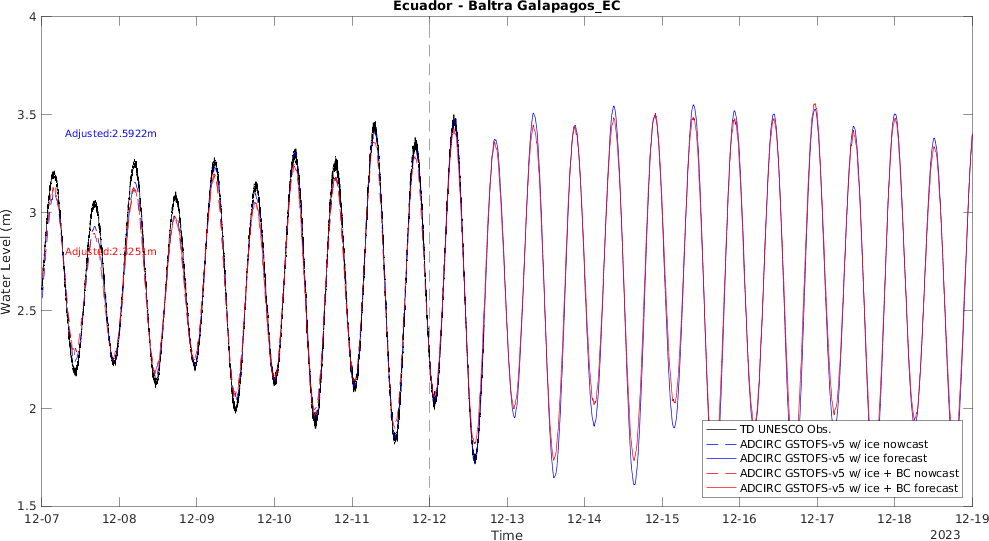 Ecuador - Baltra Galapagos_EC
4
3.5
3
2.5
2
1.5
Water Level (m)
Adjusted:2.5922m
Adjusted:2.3251m
TD UNESCO Obs.
ADCIRC GSTOFS-v5 w/ ice nowcast
ADCIRC GSTOFS-v5 w/ ice forecast
ADCIRC GSTOFS-v5 w/ ice + BC nowcast
ADCIRC GSTOFS-v5 w/ ice + BC forecast
12-07 12-08 12-09 12-10 12-11 12-12 12-13 12-14 12-15 12-16 12-17 12-18 12-19
Time
2023